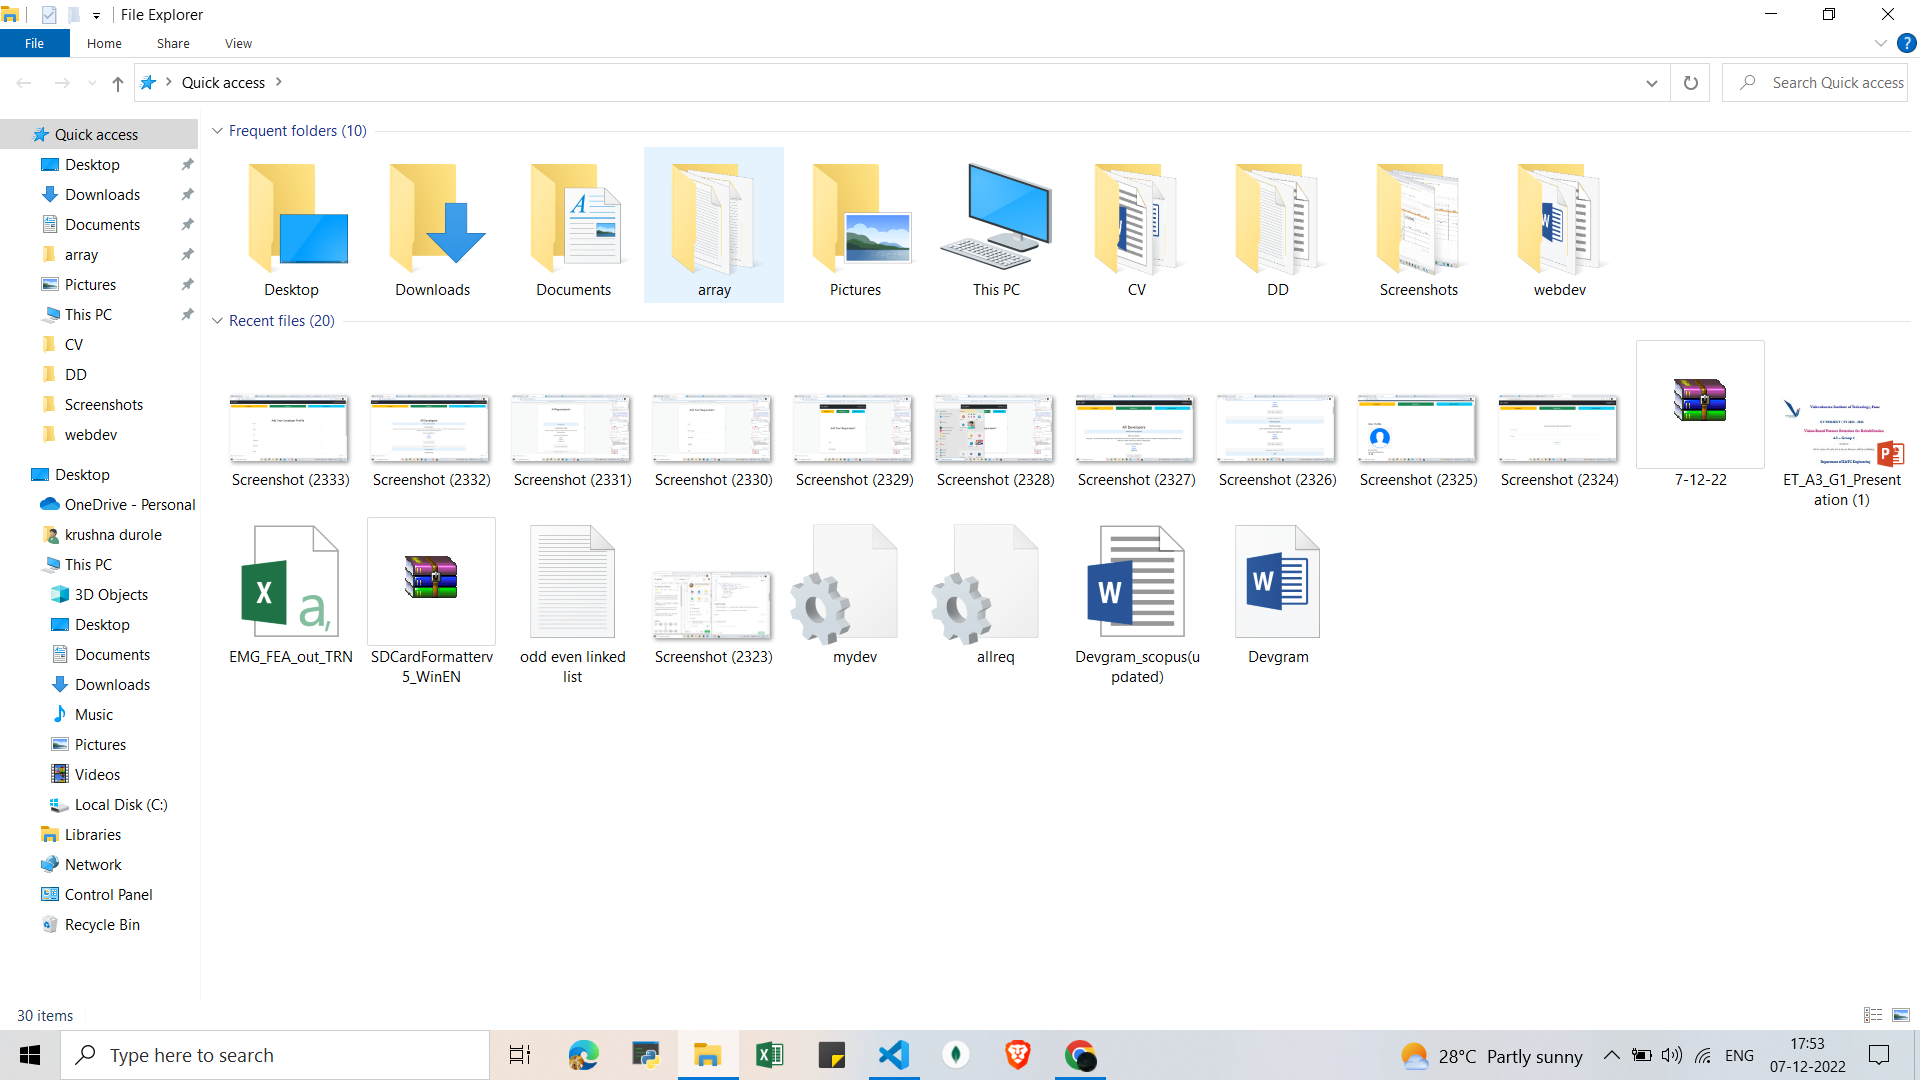 File Explorer
File Home Share View
Quick access
Search Quick access
Quick access
Desktop
Downloads
Documents
array
Pictures
This PC
CV
DD
Screenshots
webdev
Desktop
OneDrive - Personal
krushna durole
This PC
3D Objects
Desktop
Documents
Downloads
Music
Pictures
Videos
Local Disk (C:)
Libraries
Network
Control Panel
Recycle Bin
Frequent folders (10)
Desktop Downloads Documents array Pictures This PC CV DD Screenshots webdev
Recent files (20)
Screenshot (2333) Screenshot (2332) Screenshot (2331) Screenshot (2330) Screenshot (2329) Screenshot (2328) Screenshot (2327) Screenshot (2326) Screenshot (2325) Screenshot (2324) 7-12-22 ET_A3_G1_Present
ation (1)
EMG_FEA_out_TRN SDCardFormatterv odd even linked Screenshot (2323) mydev allreq Devgram_scopus(u Devgram
5_WinEN list pdated)
30 items
Type here to search
28°C Partly sunny
ENG
17:53
07-12-2022